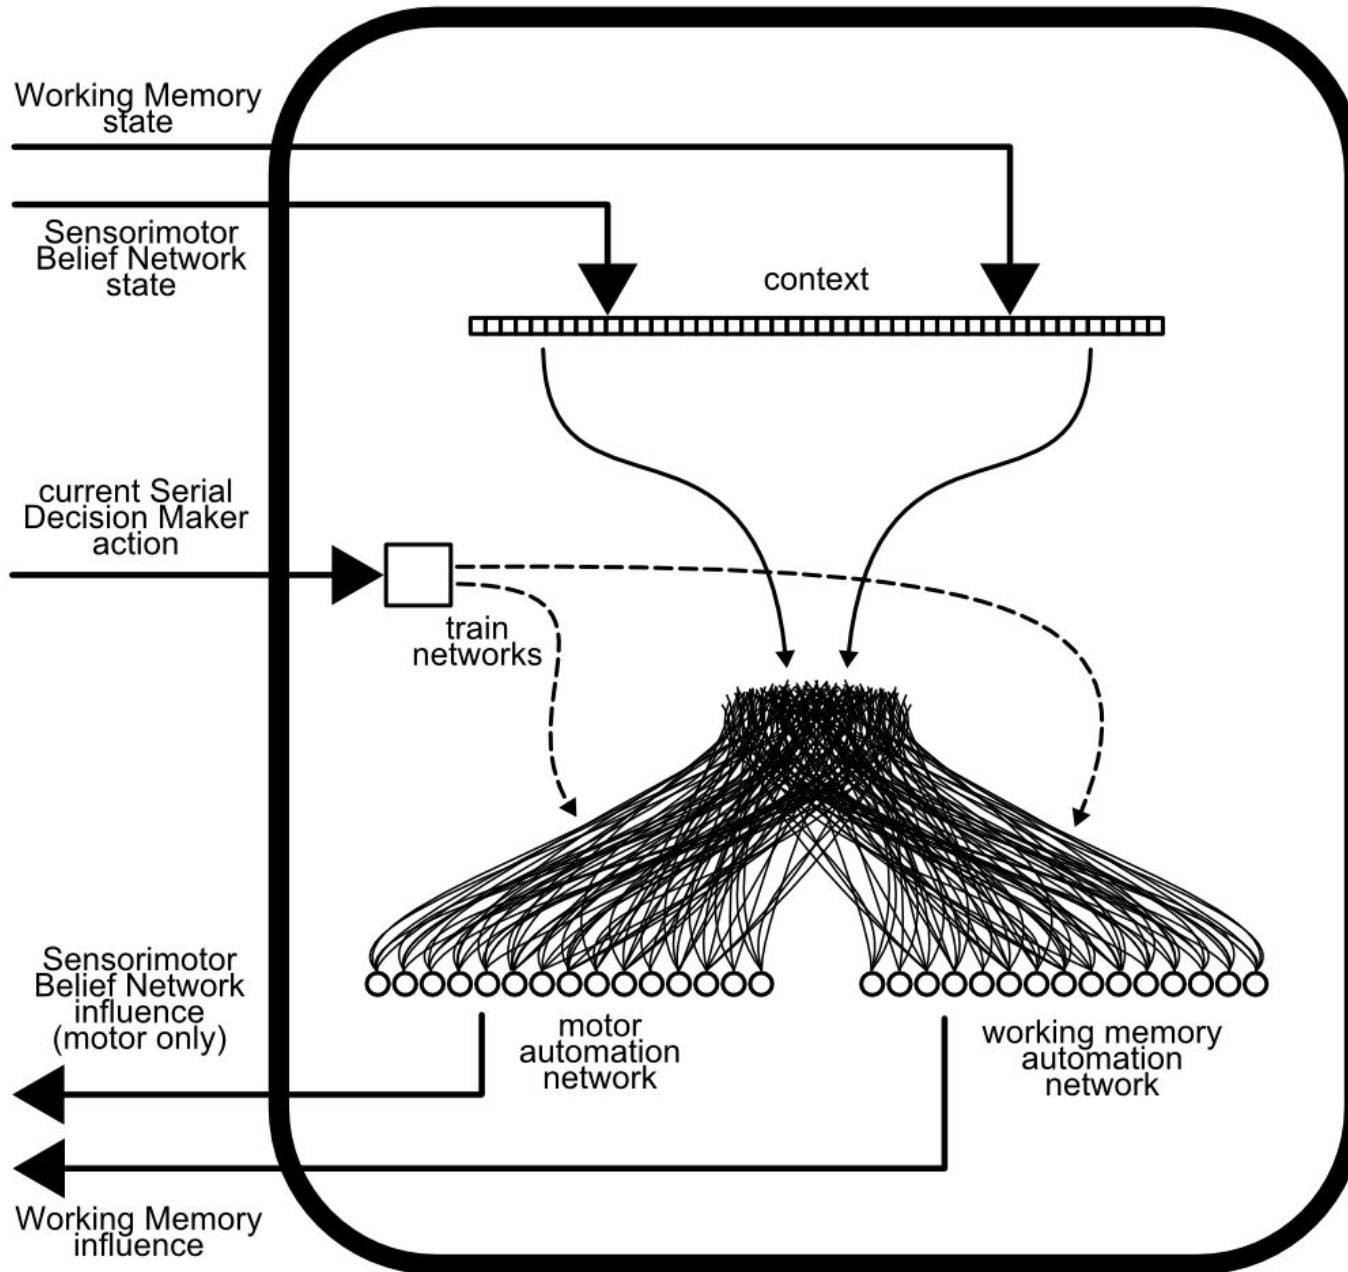 Working Memory
state
Sensorimotor
Belief Network
state
context
current Serial
Decision Maker
action
train
networks
Sensorimotor
Belief Network
influence
(motor only)
motor
automation
network
working memory
automation
network
Working Memory
influence